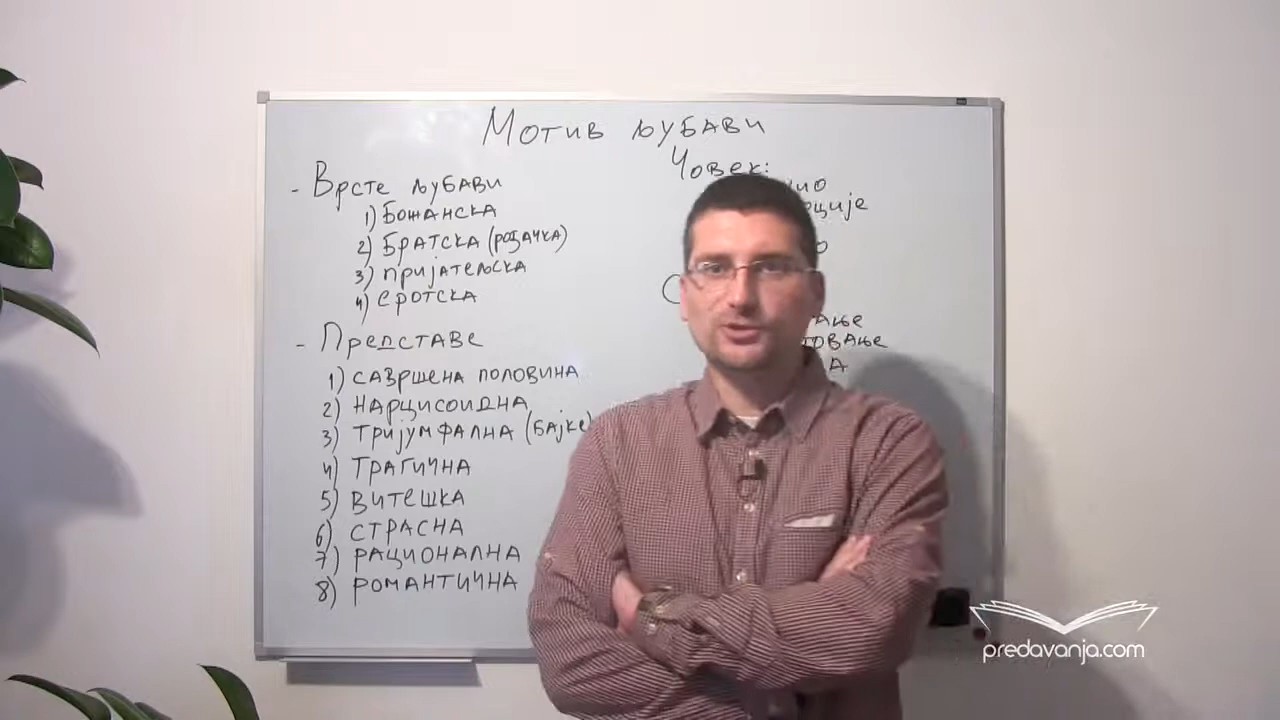 Мотив љубави
- Врсте љубави
1) Божанска
2) Братска (рођачка)
3) Пријатељска
4) Еротска
- Представе
1) савршена половина
2) нарцисоидна
3) тријумфална (бајке)
4) трагична
5) витешка
6) страсна
7) рационална
8) романтична
Човек:
predavanja.com